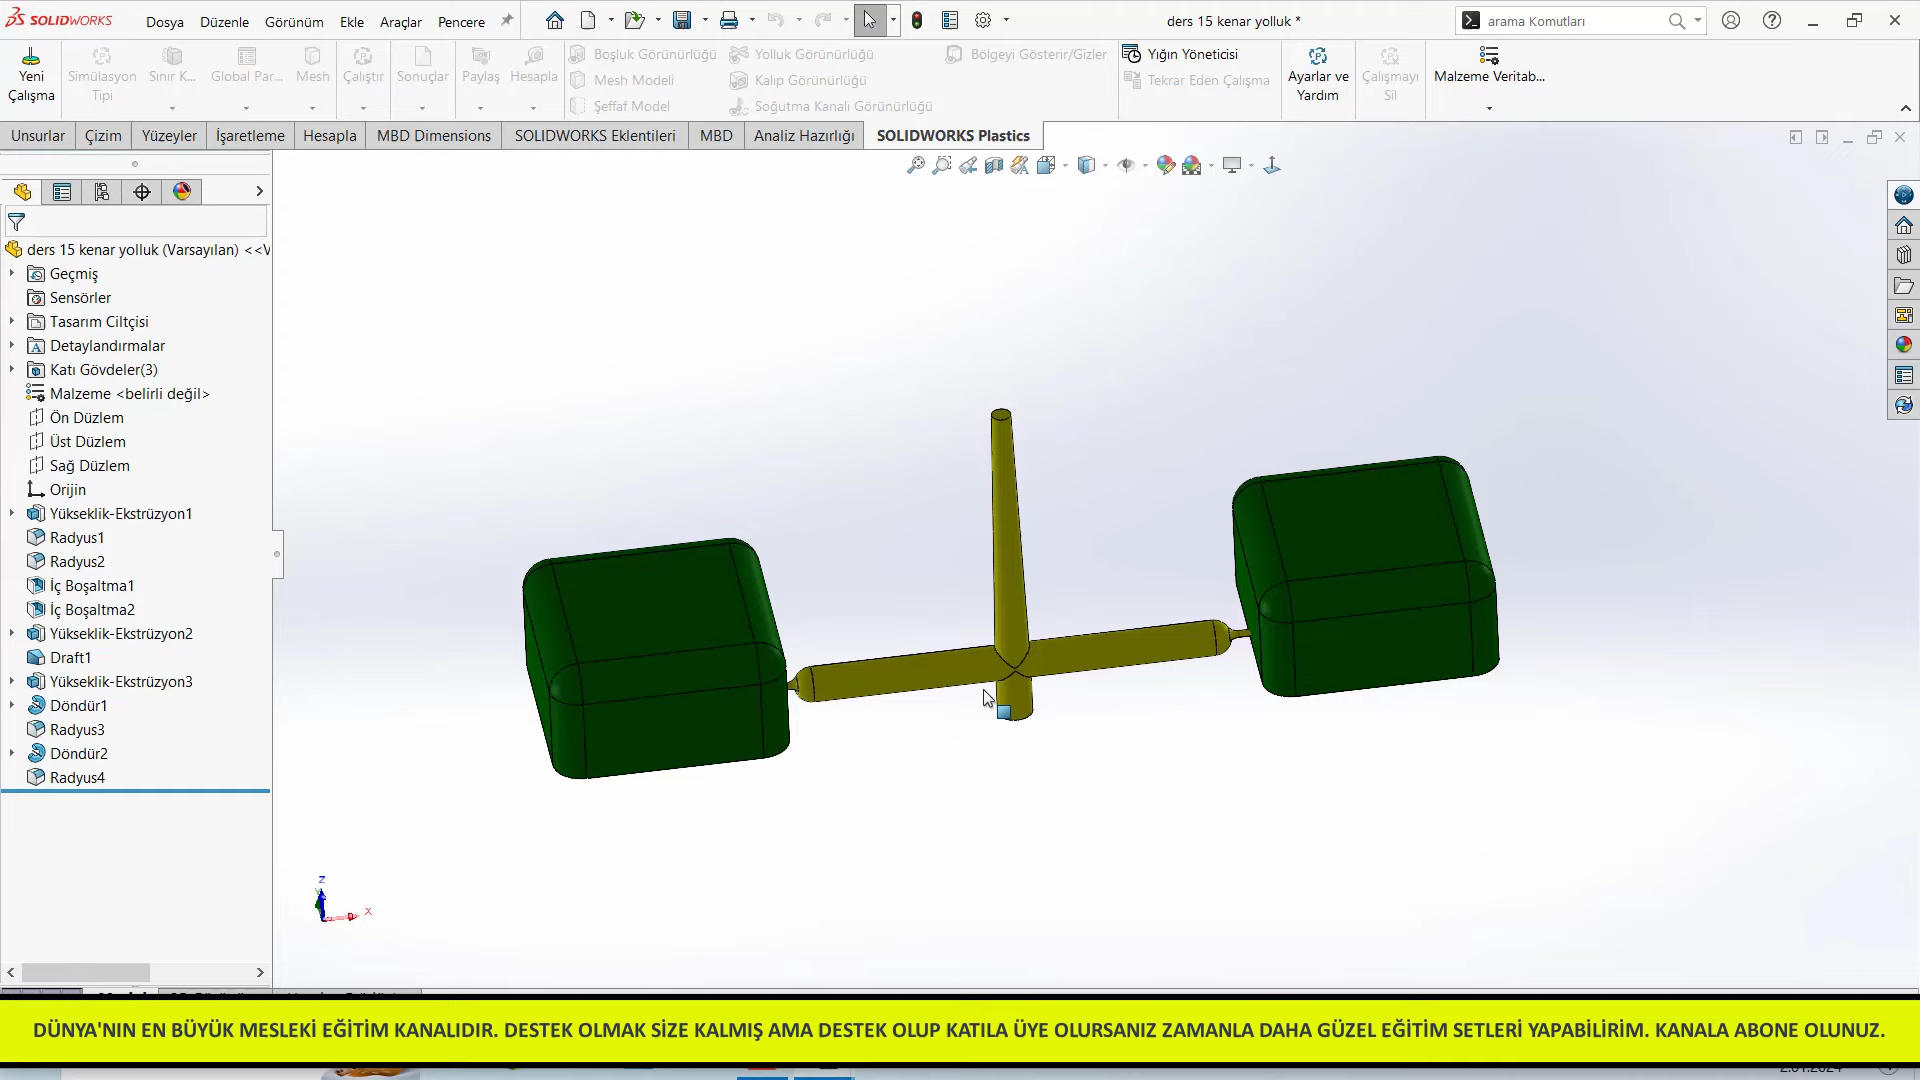 SOLIDWORKS
Dosya Düzenle Görünüm Ekle Araçlar Pencere
ders 15 kenar yolluk *
arama Komutları
Yeni Çalışma
Simülasyon Tipi
Sınır K...
Global Par...
Mesh
Çalıştır
Sonuçlar
Paylaş
Hesapla
Boşluk Görünürlüğü
Mesh Modeli
Şeffaf Model
Yolluk Görünürlüğü
Kalıp Görünürlüğü
Soğutma Kanalı Görünürlüğü
Bölgeyi Gösterir/Gizler
Yığın Yöneticisi
Tekrar Eden Çalışma
Ayarlar ve Yardım
Çalışmayı Sil
Malzeme Veritab...
Unsurlar Çizim Yüzeyler İşaretleme Hesapla MBD Dimensions SOLIDWORKS Eklentileri MBD Analiz Hazırlığı SOLIDWORKS Plastics
ders 15 kenar yolluk (Varsayılan) <<V
Geçmiş
Sensörler
Tasarım Ciltçisi
Detaylandırmalar
Katı Gövdeler(3)
Malzeme <belirli değil>
Ön Düzlem
Üst Düzlem
Sağ Düzlem
Orijin
Yükseklik-Ekstrüzyon1
Radyus1
Radyus2
İç Boşaltma1
İç Boşaltma2
Yükseklik-Ekstrüzyon2
Draft1
Yükseklik-Ekstrüzyon3
Döndür1
Radyus3
Döndür2
Radyus4
Z
X
DÜNYA'NIN EN BÜYÜK MESLEKİ EĞİTİM KANALIDIR. DESTEK OLMAK SİZE KALMIŞ AMA DESTEK OLUP KATILA ÜYE OLURSANIZ ZAMANLA DAHA GÜZEL EĞİTİM SETLERİ YAPABİLİRİM. KANALA ABONE OLUNUZ.